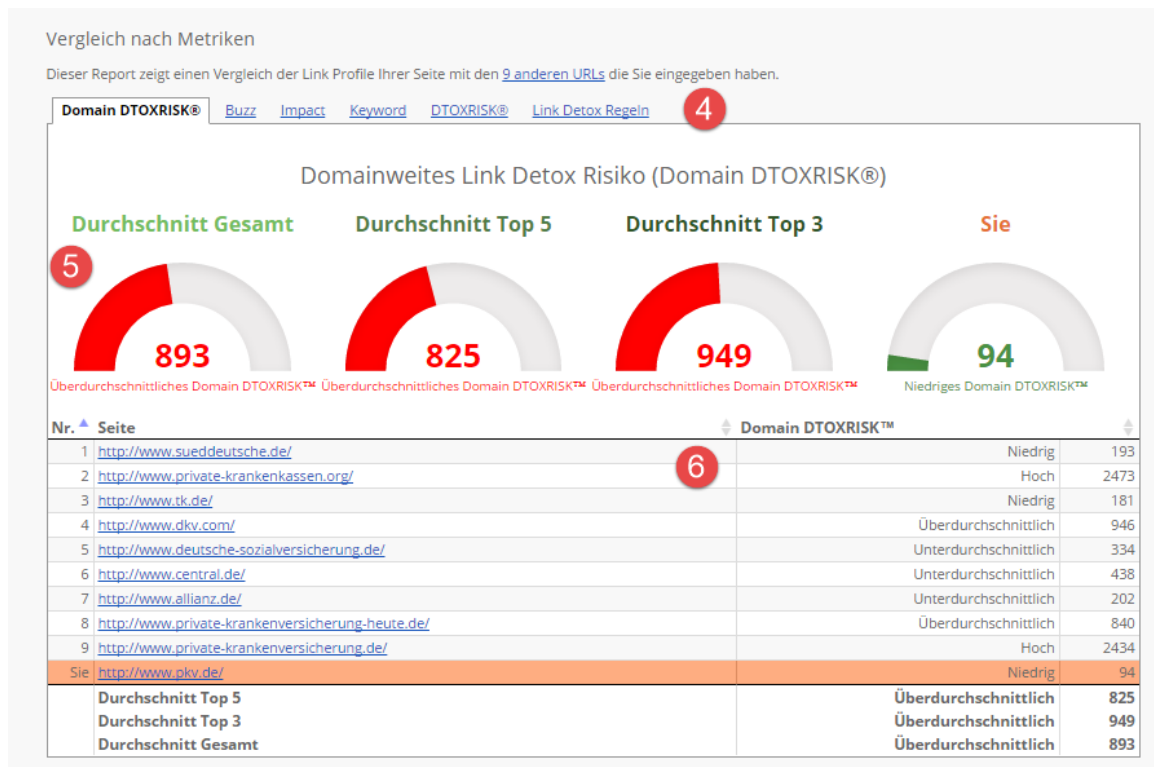 Vergleich nach Metriken
Dieser Report zeigt einen Vergleich der Link Profile Ihrer Seite mit den 9 anderen URLs die Sie eingegeben haben.
Domain DTOXRISK® Buzz Impact Keyword DTOXRISK® Link Detox Regeln 4
Domainweites Link Detox Risiko (Domain DTOXRISK®)
Durchschnitt Gesamt Durchschnitt Top 5 Durchschnitt Top 3 Sie
5
893 825 949 94
Überdurchschnittliches Domain DTOXRISK™ Überdurchschnittliches Domain DTOXRISK™ Überdurchschnittliches Domain DTOXRISK™ Niedriges Domain DTOXRISK™
Nr. Seite Domain DTOXRISK™
1 http://www.sueddeutsche.de/ Niedrig 193
6
2 http://www.private-krankenkassen.org/ Hoch 2473
3 http://www.tk.de/ Niedrig 181
4 http://www.dkv.com/ Überdurchschnittlich 946
5 http://www.deutsche-sozialversicherung.de/ Unterdurchschnittlich 334
6 http://www.central.de/ Unterdurchschnittlich 438
7 http://www.allianz.de/ Unterdurchschnittlich 202
8 http://www.private-krankenversicherung-heute.de/ Überdurchschnittlich 840
9 http://www.private-krankenversicherung.de/ Hoch 2434
Sie http://www.pkv.de/ Niedrig 94
Durchschnitt Top 5 Überdurchschnittlich 825
Durchschnitt Top 3 Überdurchschnittlich 949
Durchschnitt Gesamt Überdurchschnittlich 893